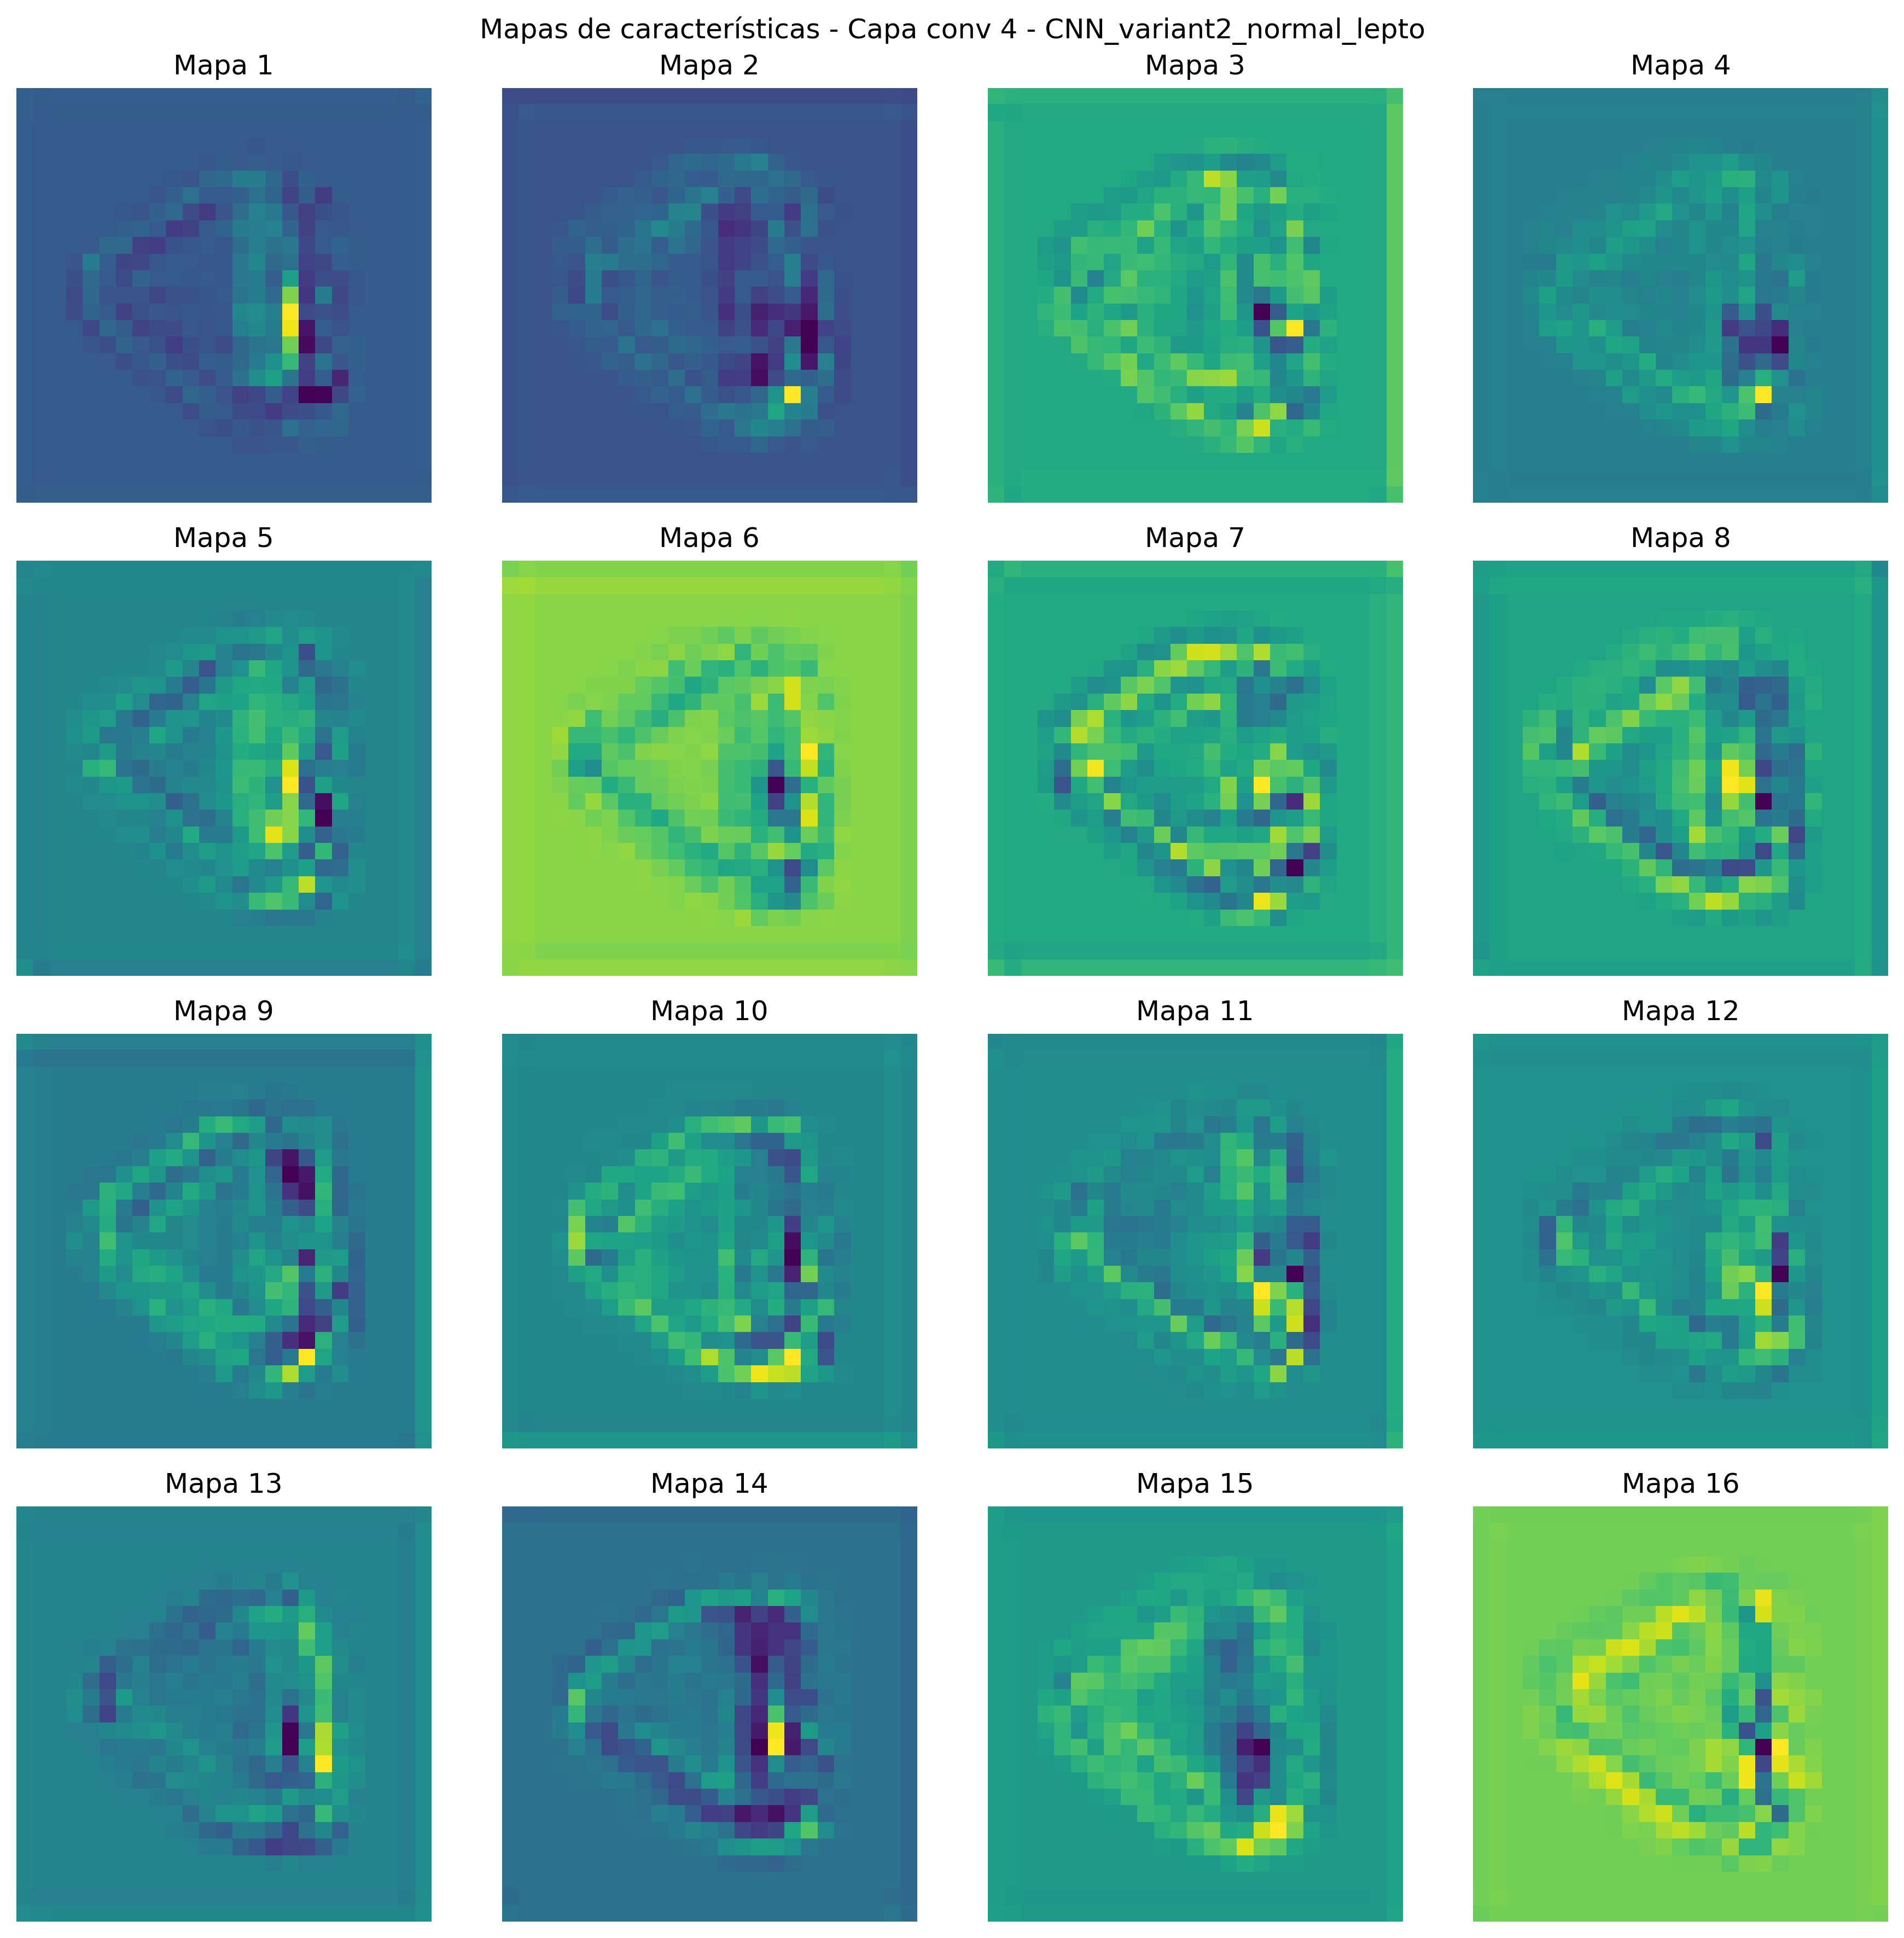 Mapas de características - Capa conv 4 - CNN_variant2_normal_lepto
Mapa 1
Mapa 2
Mapa 3
Mapa 4
Mapa 5
Mapa 6
Mapa 7
Mapa 8
Mapa 9
Mapa 10
Mapa 11
Mapa 12
Mapa 13
Mapa 14
Mapa 15
Mapa 16